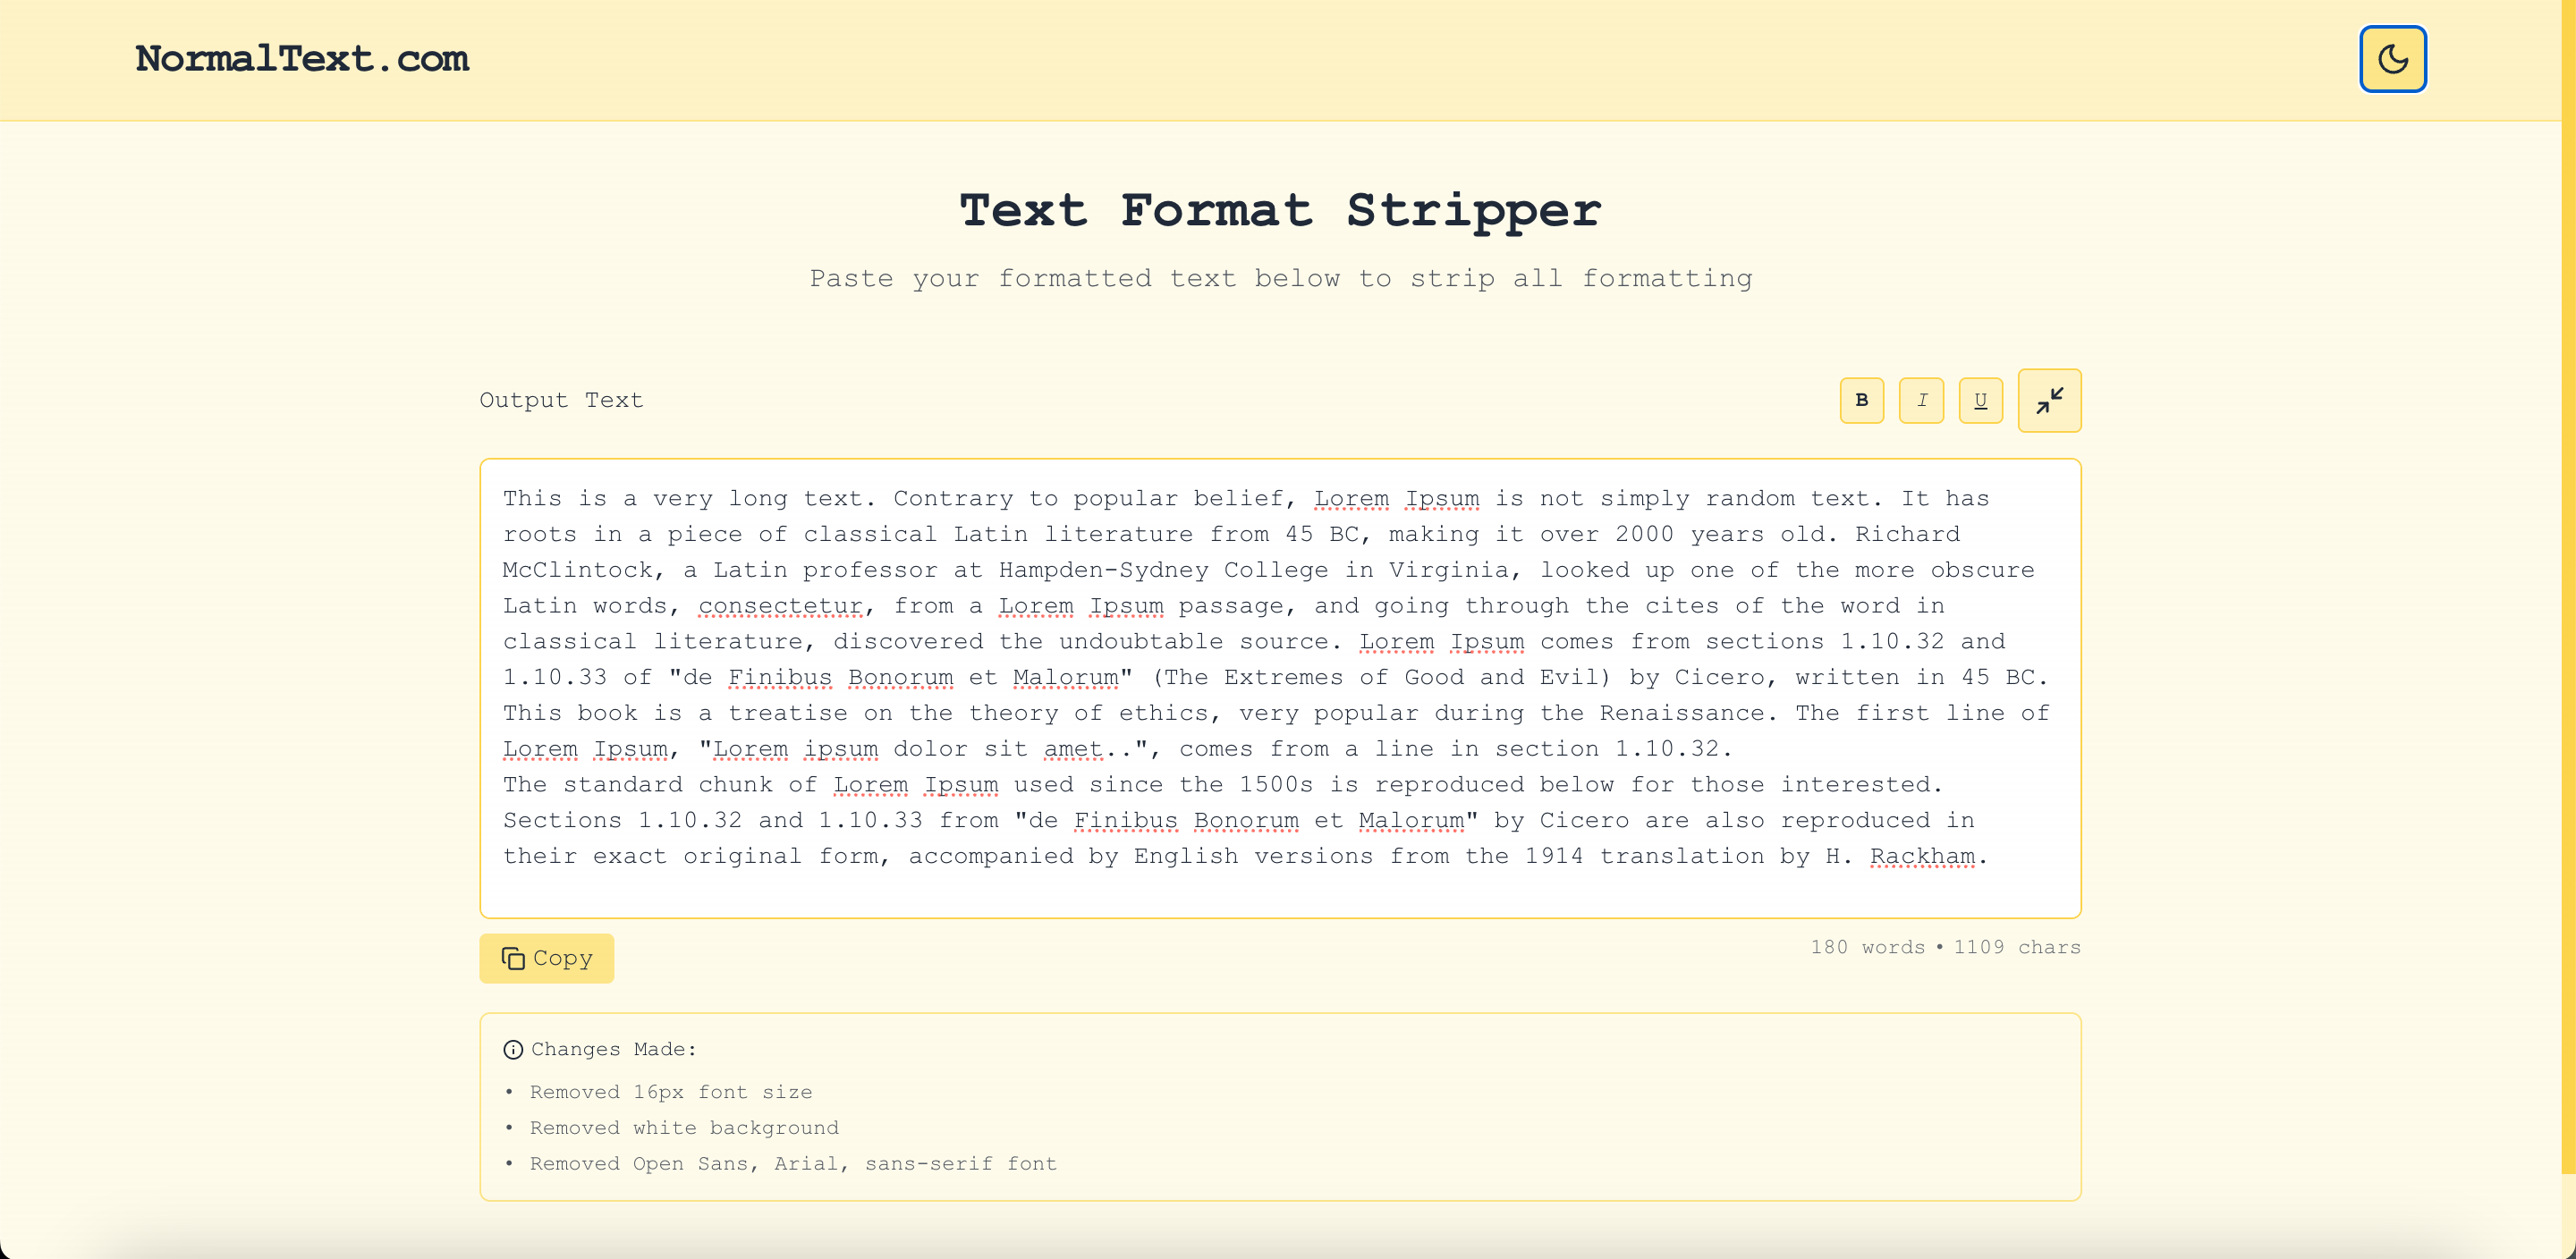 NormalText.com
Text Format Stripper
Paste your formatted text below to strip all formatting
Output Text
B I U
This is a very long text. Contrary to popular belief, Lorem Ipsum is not simply random text. It has
roots in a piece of classical Latin literature from 45 BC, making it over 2000 years old. Richard
McClintock, a Latin professor at Hampden-Sydney College in Virginia, looked up one of the more obscure
Latin words, consectetur, from a Lorem Ipsum passage, and going through the cites of the word in
classical literature, discovered the undoubtable source. Lorem Ipsum comes from sections 1.10.32 and
1.10.33 of "de Finibus Bonorum et Malorum" (The Extremes of Good and Evil) by Cicero, written in 45 BC.
This book is a treatise on the theory of ethics, very popular during the Renaissance. The first line of
Lorem Ipsum, "Lorem ipsum dolor sit amet..", comes from a line in section 1.10.32.
The standard chunk of Lorem Ipsum used since the 1500s is reproduced below for those interested.
Sections 1.10.32 and 1.10.33 from "de Finibus Bonorum et Malorum" by Cicero are also reproduced in
their exact original form, accompanied by English versions from the 1914 translation by H. Rackham.
Copy
180 words • 1109 chars
Changes Made:
• Removed 16px font size
• Removed white background
• Removed Open Sans, Arial, sans-serif font